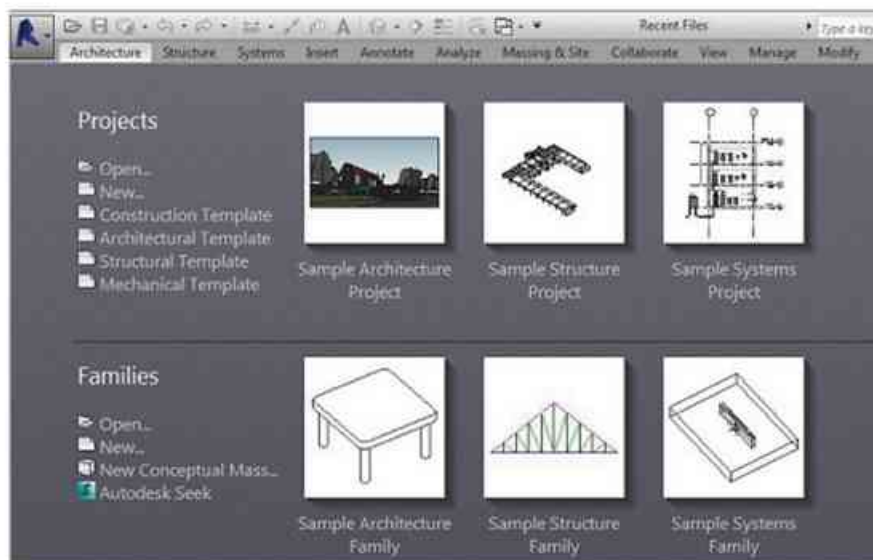 Recent Files
Type a key
Architecture Structure Systems Insert Annotate Analyze Massing & Site Collaborate View Manage Modify
Projects
Open...
New...
Construction Template
Architectural Template
Structural Template
Mechanical Template
Sample Architecture
Project
Sample Structure
Project
Sample Systems
Project
Families
Open...
New...
New Conceptual Mass...
Autodesk Seek
Sample Architecture
Family
Sample Structure
Family
Sample Systems
Family